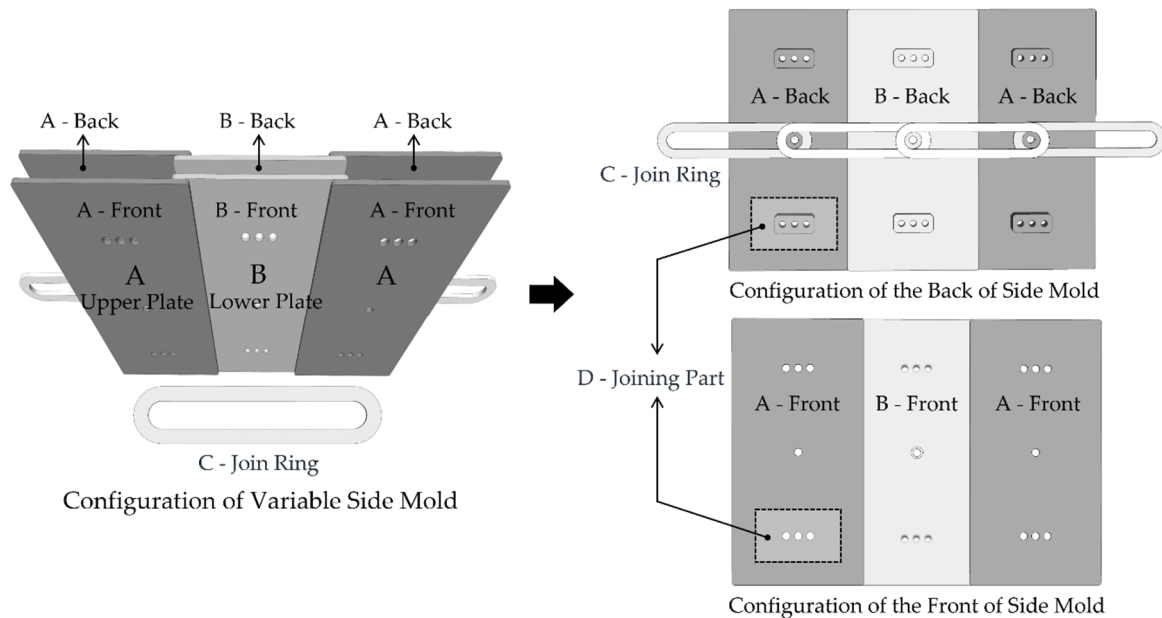 A - Back
B - Back
A - Back
A - Front
B - Front
A - Front
A
B
A
Upper Plate
Lower Plate
C - Join Ring
Configuration of Variable Side Mold
A - Back
B - Back
A - Back
C - Join Ring
Configuration of the Back of Side Mold
D - Joining Part
A - Front
B - Front
A - Front
Configuration of the Front of Side Mold